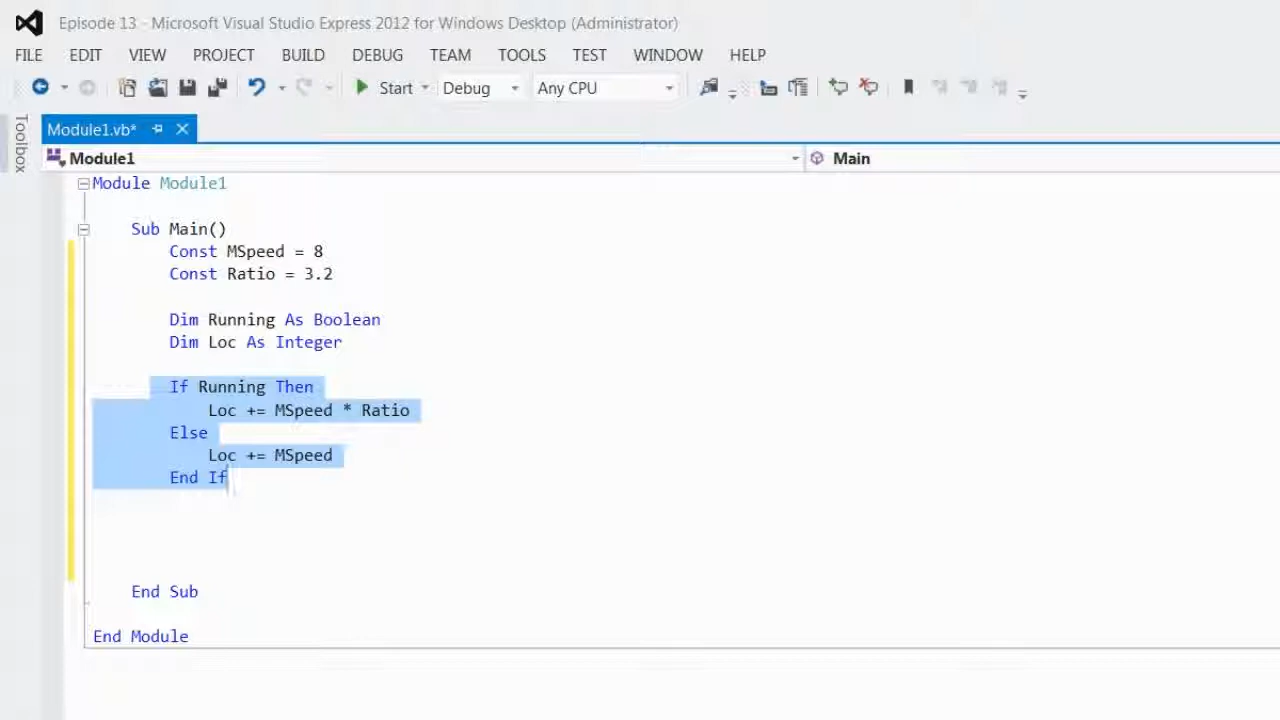 Episode 13 - Microsoft Visual Studio Express 2012 for Windows Desktop (Administrator)
FILE EDIT VIEW PROJECT BUILD DEBUG TEAM TOOLS TEST WINDOW HELP
Start Debug Any CPU
Toolbox
Module1.vb*
Module1 Main
Module Module1
Sub Main()
Const MSpeed = 8
Const Ratio = 3.2
Dim Running As Boolean
Dim Loc As Integer
If Running Then
Loc += MSpeed * Ratio
Else
Loc += MSpeed
End If
End Sub
End Module